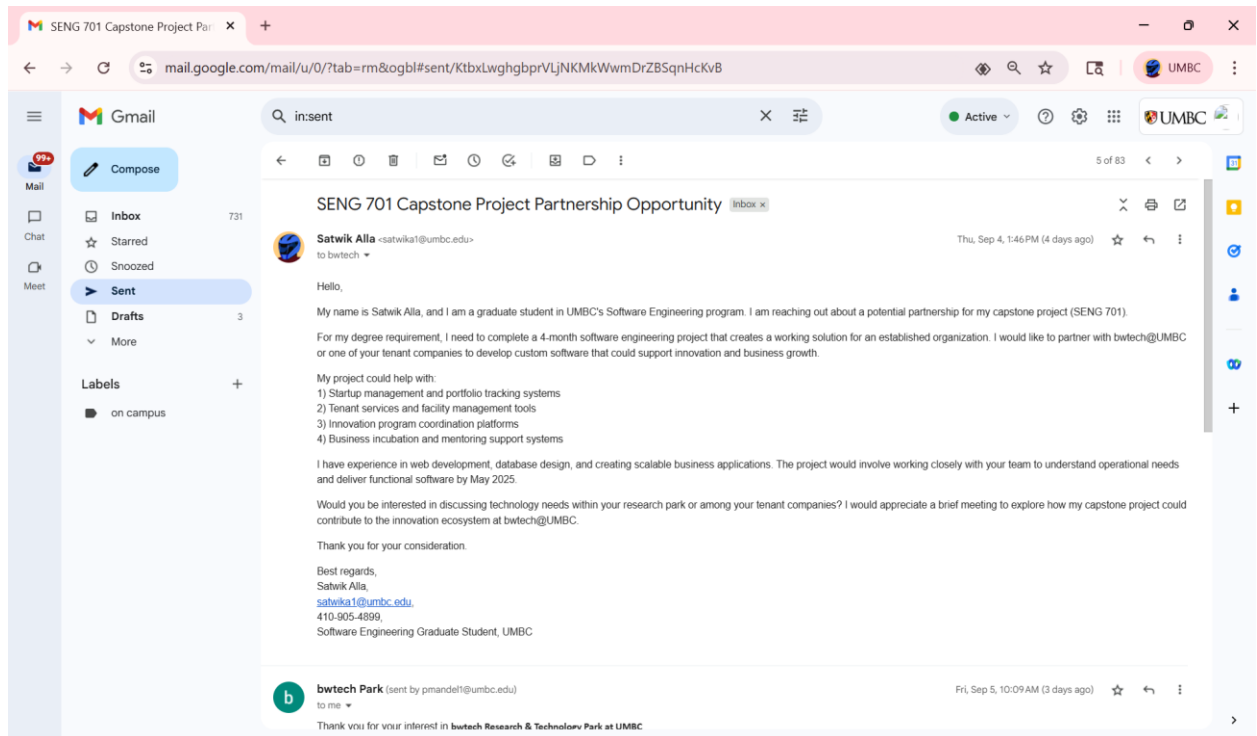 SENG 701 Capstone Project Par
mail.google.com/mail/u/0/?tab=rm&ogbl#sent/KtbxLwghgbprVLjNKMkWwmDrZBSqnHcKvB
UMBC
Gmail
in:sent
Active
UMBC
99+
Mail
Compose
5 of 83
31
Chat
Meet
Inbox 731
Starred
Snoozed
Sent
Drafts 3
More
Labels
on campus
SENG 701 Capstone Project Partnership Opportunity Inbox x
Satwik Alla <satwika1@umbc.edu> Thu, Sep 4, 1:46 PM (4 days ago)
to bwtech
Hello,
My name is Satwik Alla, and I am a graduate student in UMBC's Software Engineering program. I am reaching out about a potential partnership for my capstone project (SENG 701).
For my degree requirement, I need to complete a 4-month software engineering project that creates a working solution for an established organization. I would like to partner with bwtech@UMBC
or one of your tenant companies to develop custom software that could support innovation and business growth.
My project could help with:
1) Startup management and portfolio tracking systems
2) Tenant services and facility management tools
3) Innovation program coordination platforms
4) Business incubation and mentoring support systems
I have experience in web development, database design, and creating scalable business applications. The project would involve working closely with your team to understand operational needs
and deliver functional software by May 2025.
Would you be interested in discussing technology needs within your research park or among your tenant companies? I would appreciate a brief meeting to explore how my capstone project could
contribute to the innovation ecosystem at bwtech@UMBC.
Thank you for your consideration.
Best regards,
Satwik Alla,
satwika1@umbc.edu,
410-905-4899,
Software Engineering Graduate Student, UMBC
b
bwtech Park (sent by pmandel1@umbc.edu) Fri, Sep 5, 10:09 AM (3 days ago)
to me
Thank you for your interest in bwtech Research & Technology Park at UMBC